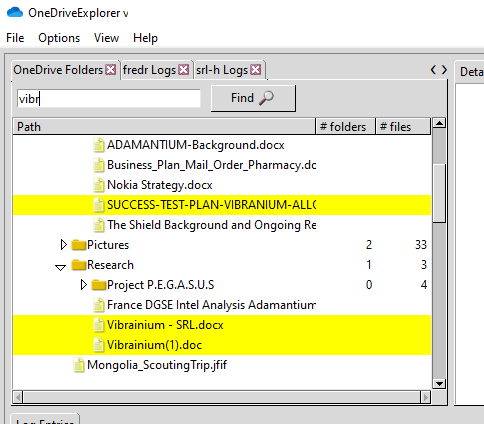 OneDriveExplorer v
File Options View Help
OneDrive Folders fredr Logs srl-h Logs
Deta
vibr Find
Path # folders # files
ADAMANTIUM-Background.docx
Business_Plan_Mail_Order_Pharmacy.dc
Nokia Strategy.docx
SUCCESS-TEST-PLAN-VIBRANIUM-ALLO
The Shield Background and Ongoing Re
Pictures 2 33
Research 1 3
Project P.E.G.A.S.U.S 0 4
France DGSE Intel Analysis Adamantium
Vibrainium - SRL.docx
Vibrainium(1).doc
Mongolia_ScoutingTrip.jfif
Log Entries